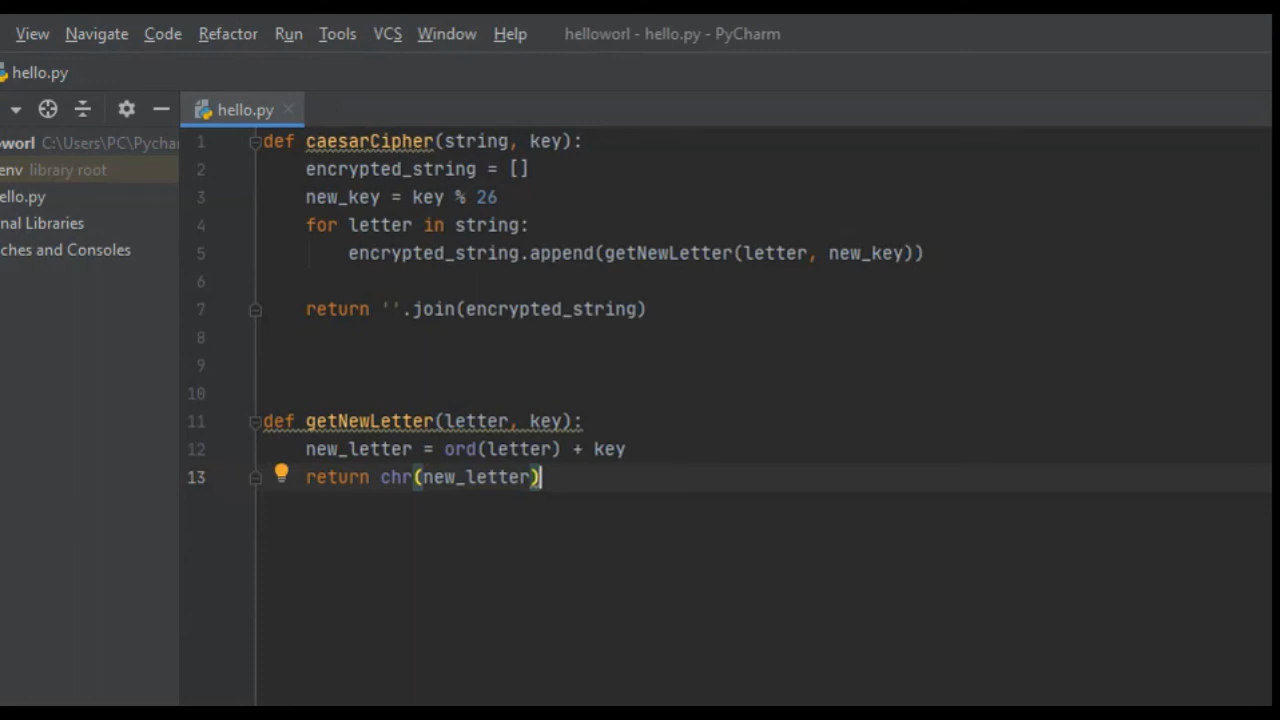 View Navigate Code Refactor Run Tools VCS Window Help helloworl - hello.py - PyCharm
hello.py
hello.py
oworl C:\Users\PC\Pychar
env library root
ello.py
nal Libraries
ches and Consoles
1 def caesarCipher(string, key):
2 encrypted_string = []
3 new_key = key % 26
4 for letter in string:
5 encrypted_string.append(getNewLetter(letter, new_key))
6
7 return ''.join(encrypted_string)
8
9
10
11 def getNewLetter(letter, key):
12 new_letter = ord(letter) + key
13 return chr(new_letter)